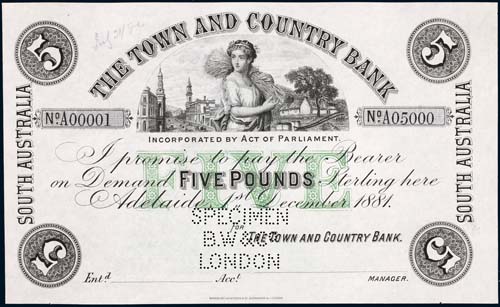 5 THE TOWN AND COUNTRY BANK 5
SOUTH AUSTRALIA
SOUTH AUSTRALIA
No. A00001
No. A05000
INCORPORATED BY ACT OF PARLIAMENT.
I promise to pay the Bearer
on Demand FIVE POUNDS Sterling here
FIVE
Adelaide 1st December 1881.
SPECIMEN
for
B.W & Co THE TOWN AND COUNTRY BANK.
LONDON
5 5
Entd. Acct. MANAGER.